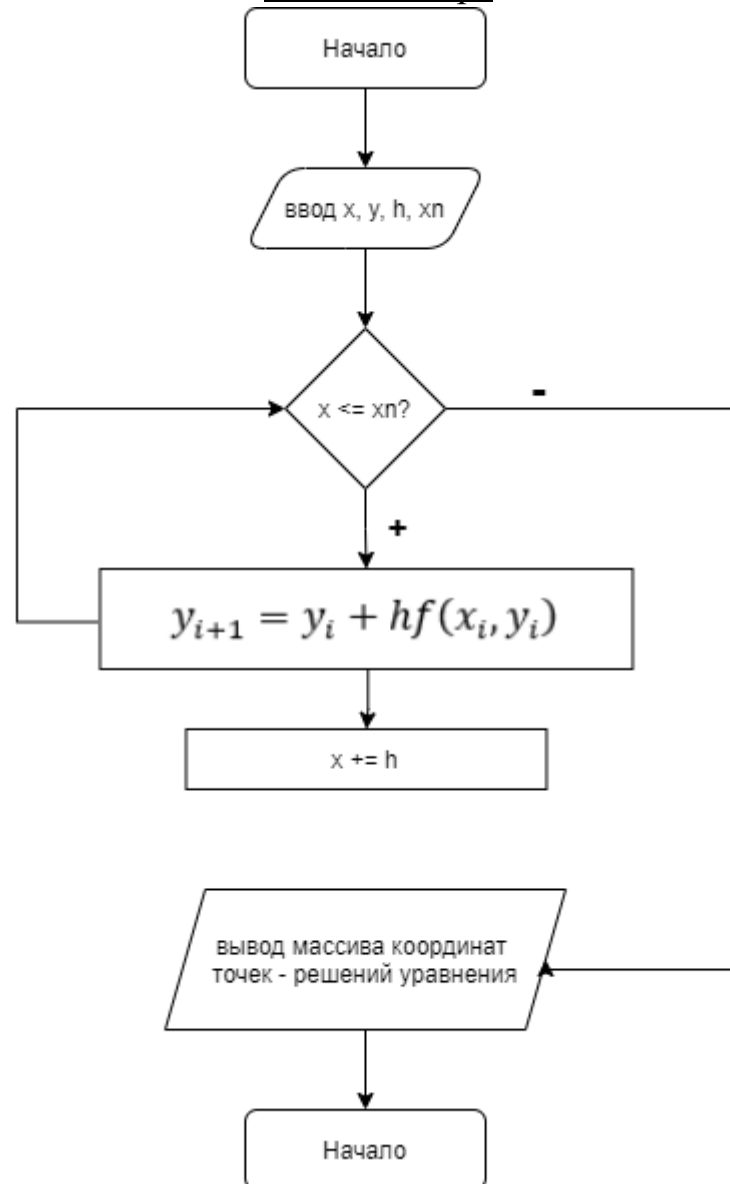 Начало
ввод x, y, h, xn
x <= xn?
-
+
y_{i+1} = y_i + hf(x_i, y_i)
x += h
вывод массива координат
точек - решений уравнения
Начало